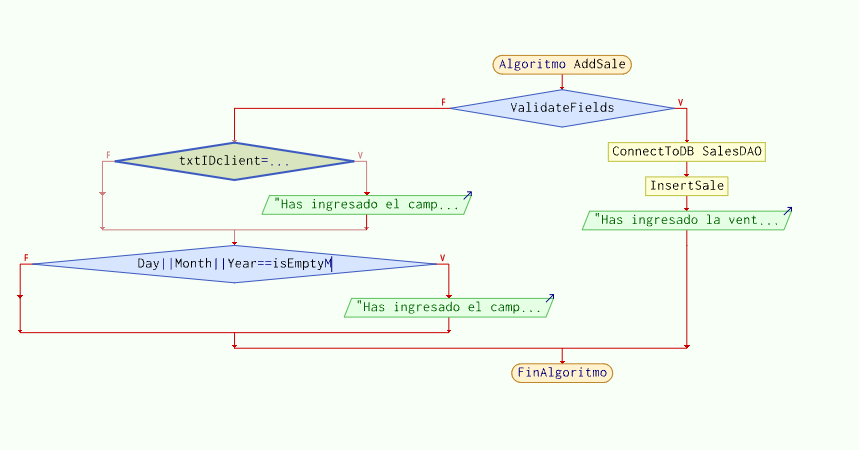 Algoritmo AddSale
F
ValidateFields
V
F
txtIDclient=...
V
ConnectToDB SalesDAO
InsertSale
"Has ingresado el camp...
"Has ingresado la vent...
F
Day||Month||Year==isEmptyM
V
"Has ingresado el camp...
FinAlgoritmo